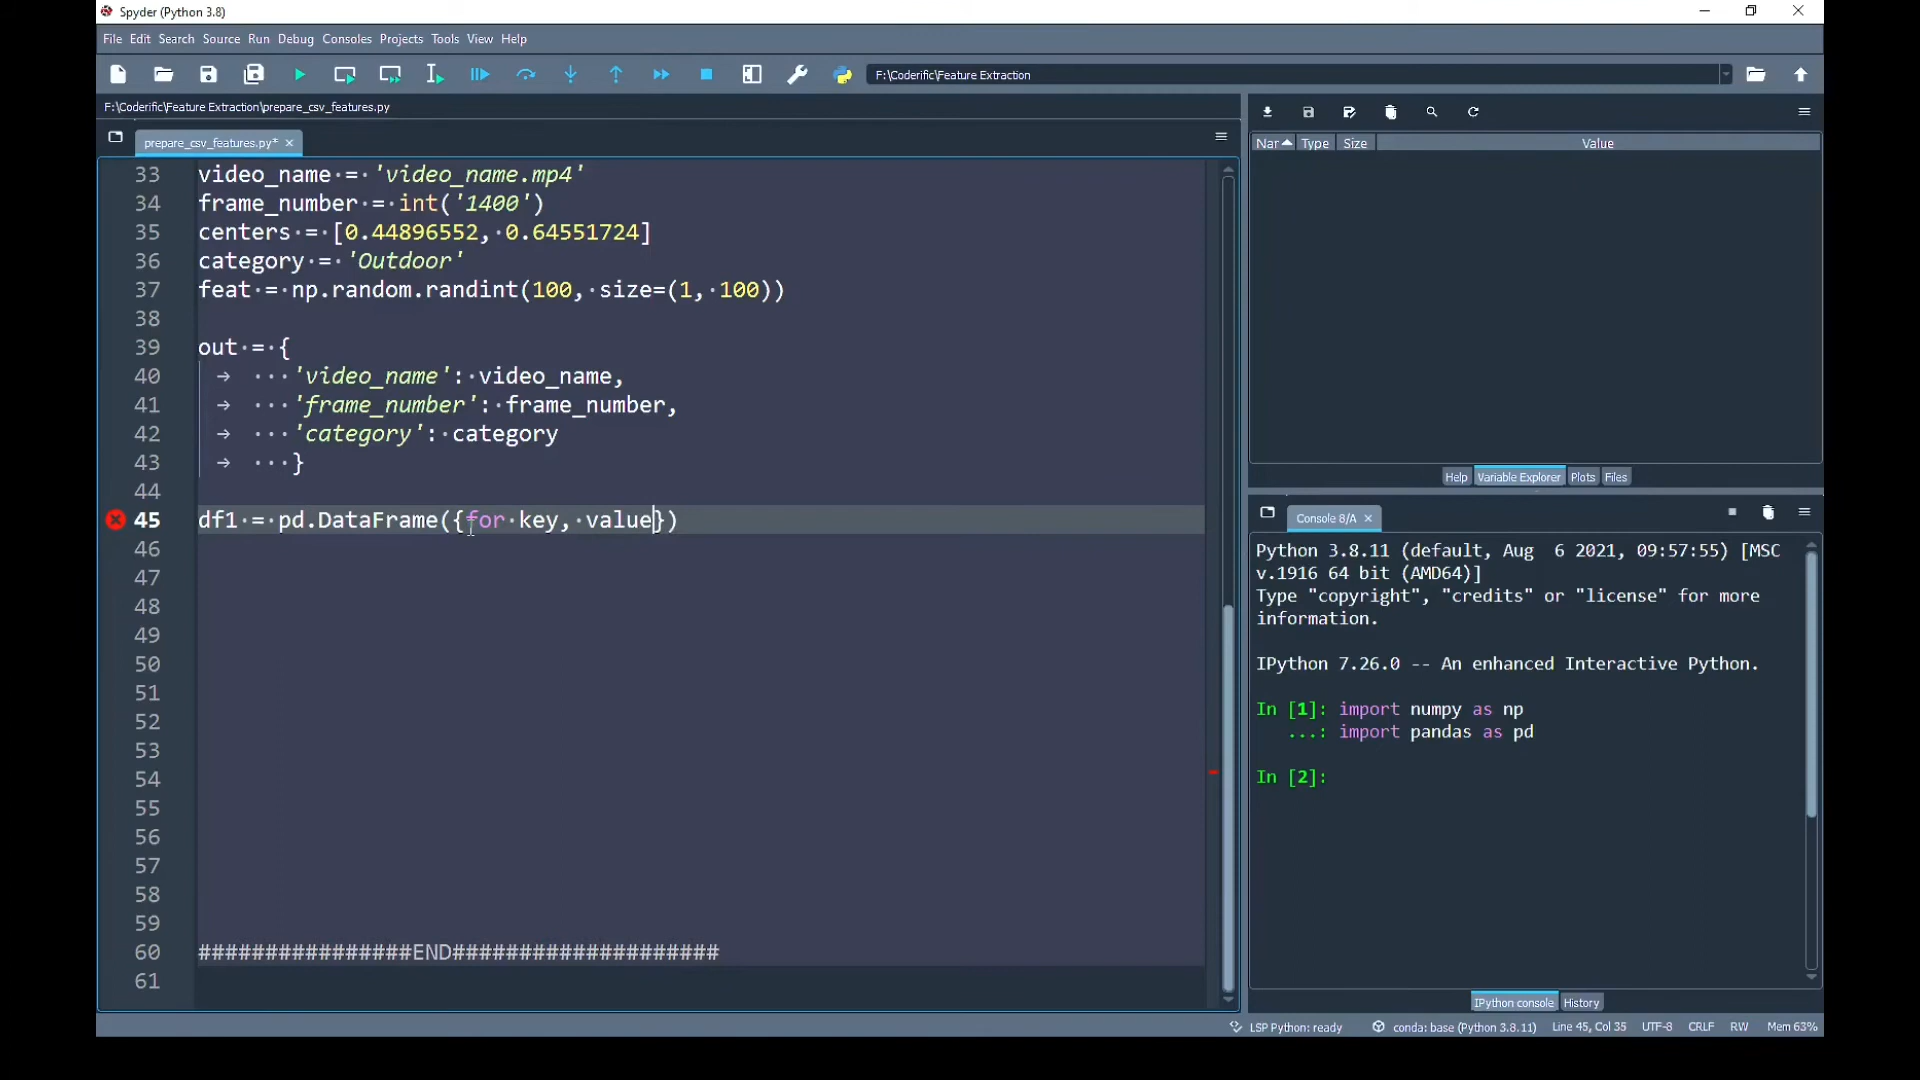 Spyder (Python 3.8)
File Edit Search Source Run Debug Consoles Projects Tools View Help
F:\Coderific\Feature Extraction
F:\Coderific\Feature Extraction\prepare_csv_features.py
prepare_csv_features.py*
33 video_name = 'video_name.mp4'
34 frame_number = int('1400')
35 centers = [0.44896552, 0.64551724]
36 category = 'Outdoor'
37 feat = np.random.randint(100, size=(1, 100))
38
39 out = {
40 'video_name': video_name,
41 'frame_number': frame_number,
42 'category': category
43 }
44
45 df1 = pd.DataFrame({for key, value})
46
47
48
49
50
51
52
53
54
55
56
57
58
59
60 ################END####################
61
Nar Type Size Value
Help Variable Explorer Plots Files
Console 8/A
Python 3.8.11 (default, Aug  6 2021, 09:57:55) [MSC
v.1916 64 bit (AMD64)]
Type "copyright", "credits" or "license" for more
information.
IPython 7.26.0 -- An enhanced Interactive Python.
In [1]: import numpy as np
...: import pandas as pd
In [2]:
IPython console History
LSP Python: ready conda: base (Python 3.8.11) Line 45, Col 35 UTF-8 CRLF RW Mem 63%